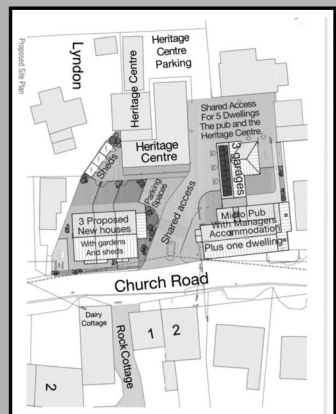 Proposed Site Plan
Lyndon
Heritage Centre
Heritage
Centre
Parking
Heritage
Centre
Shared Access
For 5 Dwellings
The pub and the
Heritage Centre.
3 garages
Sheds
Parking
Spaces
Shared access
3 Proposed
New houses
With gardens
And sheds
Micro Pub
With Managers
Accommodation
Plus one dwelling
Church Road
Dairy
Cottage
Rock Cottage
1
2
2